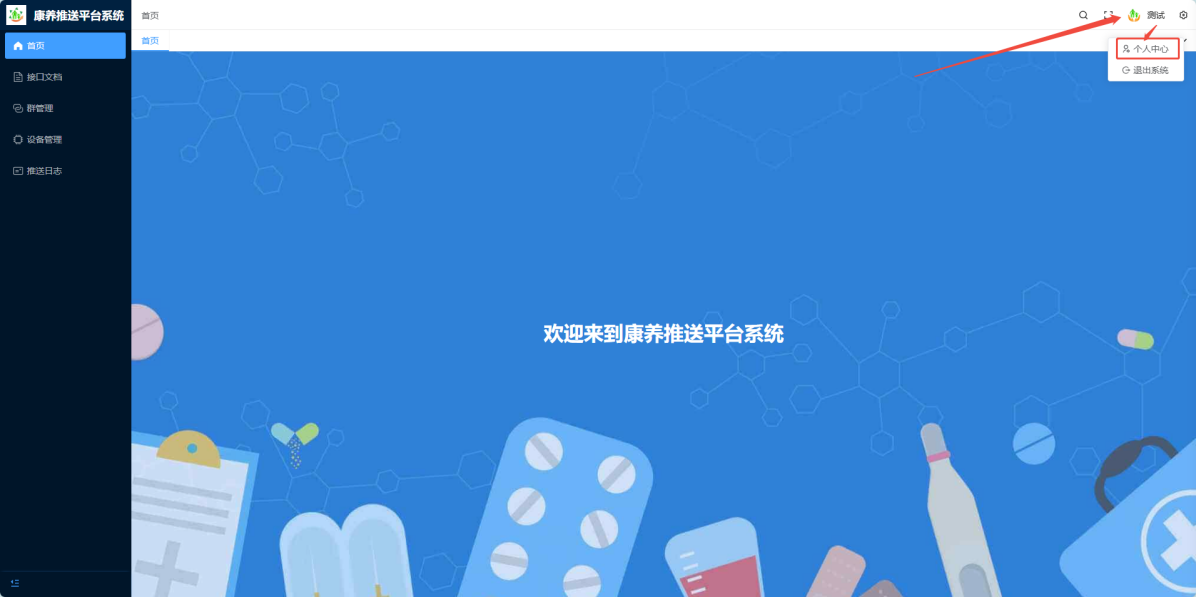 康养推送平台系统
首页
测试
首页
首页
个人中心
退出系统
接口文档
群管理
设备管理
推送日志
欢迎来到康养推送平台系统